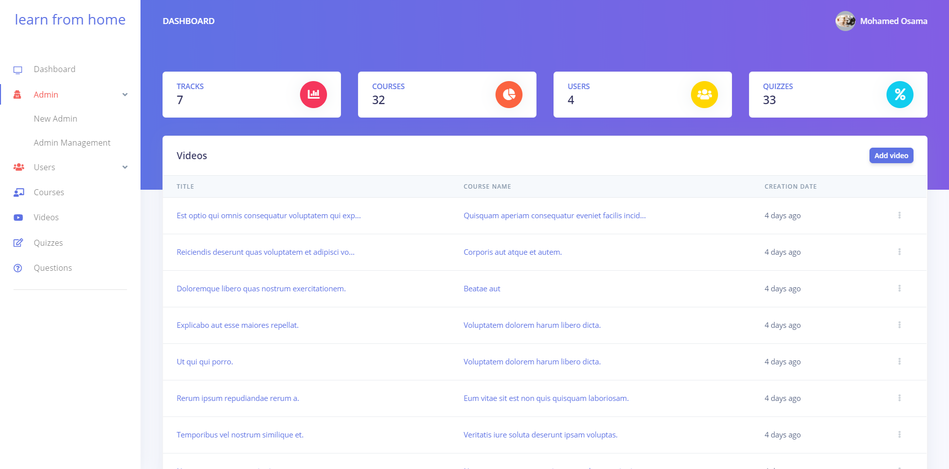 learn from home
Dashboard
Admin
New Admin
Admin Management
Users
Courses
Videos
Quizzes
Questions
DASHBOARD
Mohamed Osama
TRACKS
7
COURSES
32
USERS
4
QUIZZES
33
Videos
Add video
TITLE COURSE NAME CREATION DATE
Est optio qui omnis consequatur voluptatem qui exp... Quisquam aperiam consequatur eveniet facilis incid... 4 days ago
Reiciendis deserunt quas voluptatem et adipisci vo... Corporis aut atque et autem. 4 days ago
Doloremque libero quas nostrum exercitationem. Beatae aut 4 days ago
Explicabo aut esse maiores repellat. Voluptatem dolorem harum libero dicta. 4 days ago
Ut qui qui porro. Voluptatem dolorem harum libero dicta. 4 days ago
Rerum ipsum repudiandae rerum a. Eum vitae sit est non quis quisquam laboriosam. 4 days ago
Temporibus vel nostrum similique et. Veritatis iure soluta deserunt ipsam voluptas. 4 days ago